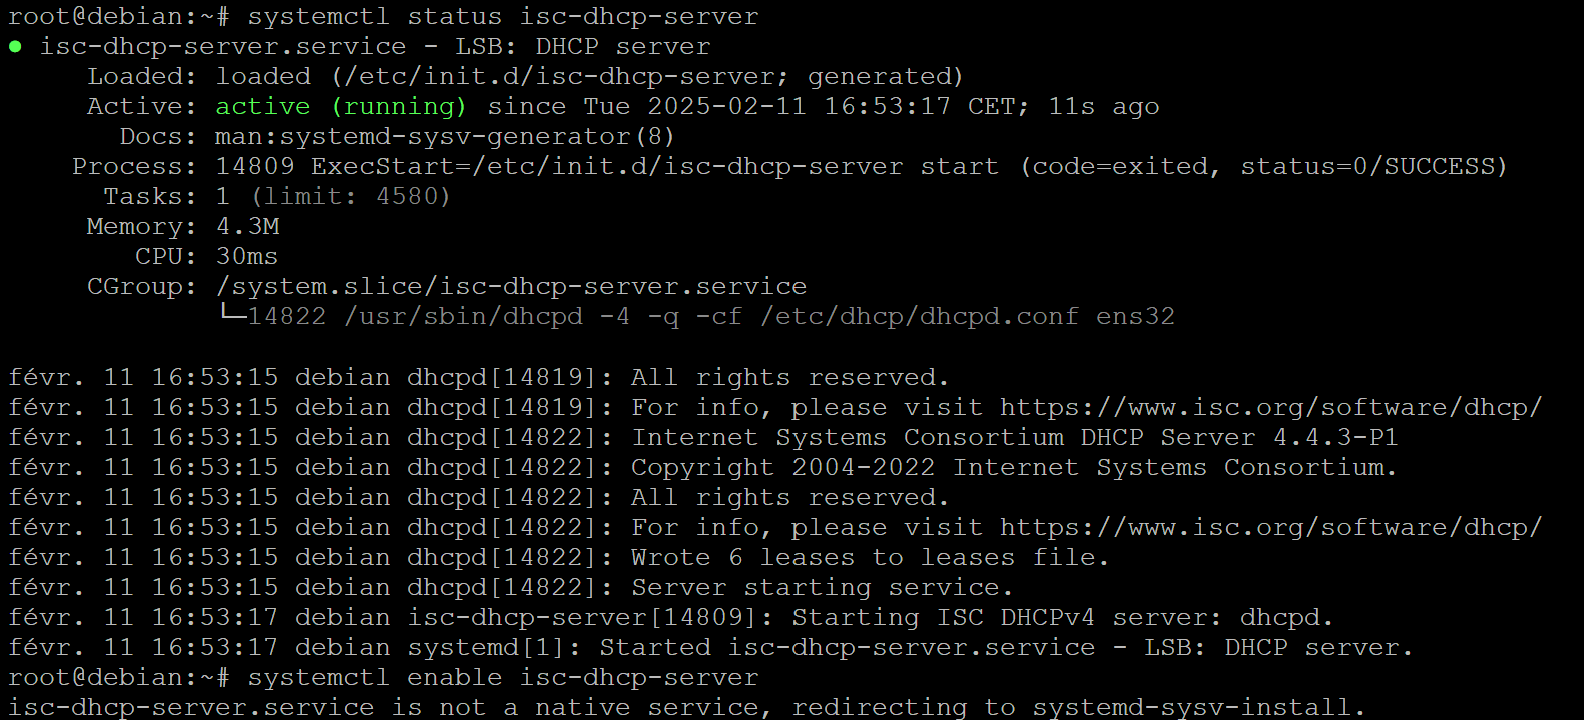 root@debian:~# systemctl status isc-dhcp-server
● isc-dhcp-server.service - LSB: DHCP server
     Loaded: loaded (/etc/init.d/isc-dhcp-server; generated)
     Active: active (running) since Tue 2025-02-11 16:53:17 CET; 11s ago
       Docs: man:systemd-sysv-generator(8)
    Process: 14809 ExecStart=/etc/init.d/isc-dhcp-server start (code=exited, status=0/SUCCESS)
      Tasks: 1 (limit: 4580)
     Memory: 4.3M
        CPU: 30ms
     CGroup: /system.slice/isc-dhcp-server.service
             └─14822 /usr/sbin/dhcpd -4 -q -cf /etc/dhcp/dhcpd.conf ens32

févr. 11 16:53:15 debian dhcpd[14819]: All rights reserved.
févr. 11 16:53:15 debian dhcpd[14819]: For info, please visit https://www.isc.org/software/dhcp/
févr. 11 16:53:15 debian dhcpd[14822]: Internet Systems Consortium DHCP Server 4.4.3-P1
févr. 11 16:53:15 debian dhcpd[14822]: Copyright 2004-2022 Internet Systems Consortium.
févr. 11 16:53:15 debian dhcpd[14822]: All rights reserved.
févr. 11 16:53:15 debian dhcpd[14822]: For info, please visit https://www.isc.org/software/dhcp/
févr. 11 16:53:15 debian dhcpd[14822]: Wrote 6 leases to leases file.
févr. 11 16:53:15 debian dhcpd[14822]: Server starting service.
févr. 11 16:53:17 debian isc-dhcp-server[14809]: Starting ISC DHCPv4 server: dhcpd.
févr. 11 16:53:17 debian systemd[1]: Started isc-dhcp-server.service - LSB: DHCP server.
root@debian:~# systemctl enable isc-dhcp-server
isc-dhcp-server.service is not a native service, redirecting to systemd-sysv-install.